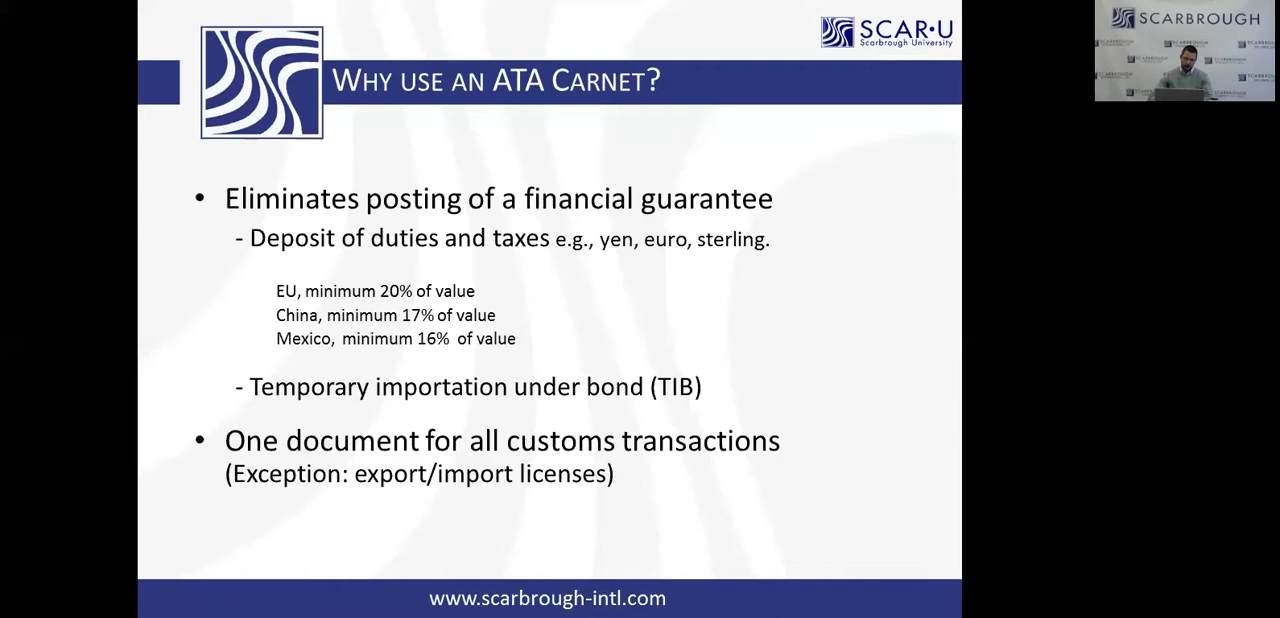 SCAR•U
Scarbrough University
WHY USE AN ATA CARNET?
• Eliminates posting of a financial guarantee
- Deposit of duties and taxes e.g., yen, euro, sterling.
EU, minimum 20% of value
China, minimum 17% of value
Mexico, minimum 16% of value
- Temporary importation under bond (TIB)
• One document for all customs transactions
(Exception: export/import licenses)
www.scarbrough-intl.com
SCARBROUGH